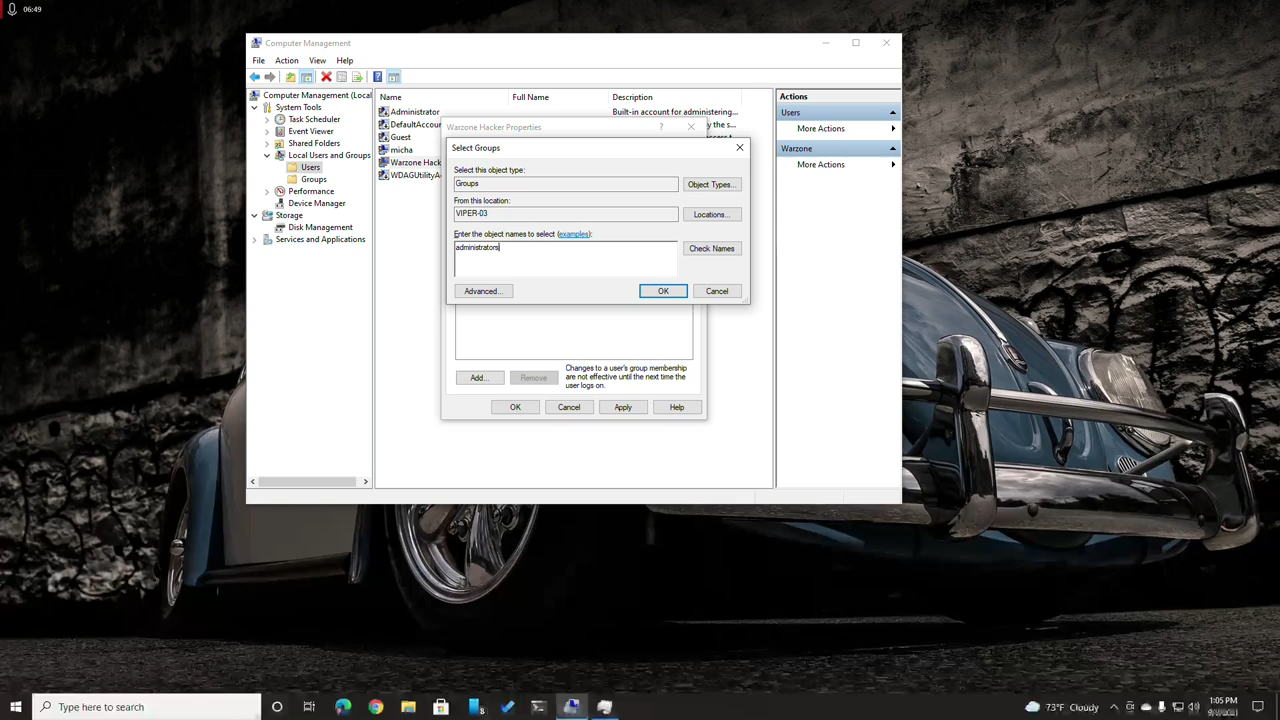 06:49
Computer Management
File Action View Help
Computer Management (Local
System Tools
Task Scheduler
Event Viewer
Shared Folders
Local Users and Groups
Users
Groups
Performance
Device Manager
Storage
Disk Management
Services and Applications
Name Full Name Description
Administrator Built-in account for administering...
DefaultAccou
Guest
micha
Warzone Hack
WDAGUtilityA
by the s...
Warzone Hacker Properties ?
Select Groups
Select this object type:
Groups
Object Types...
From this location:
VIPER-03
Locations...
Enter the object names to select (examples):
administrators
Check Names
Advanced...
OK
Cancel
Add...
Remove
Changes to a user's group membership
are not effective until the next time the
user logs on.
OK
Cancel
Apply
Help
Actions
Users
More Actions
Warzone
More Actions
Type here to search
73°F Cloudy
1:05 PM